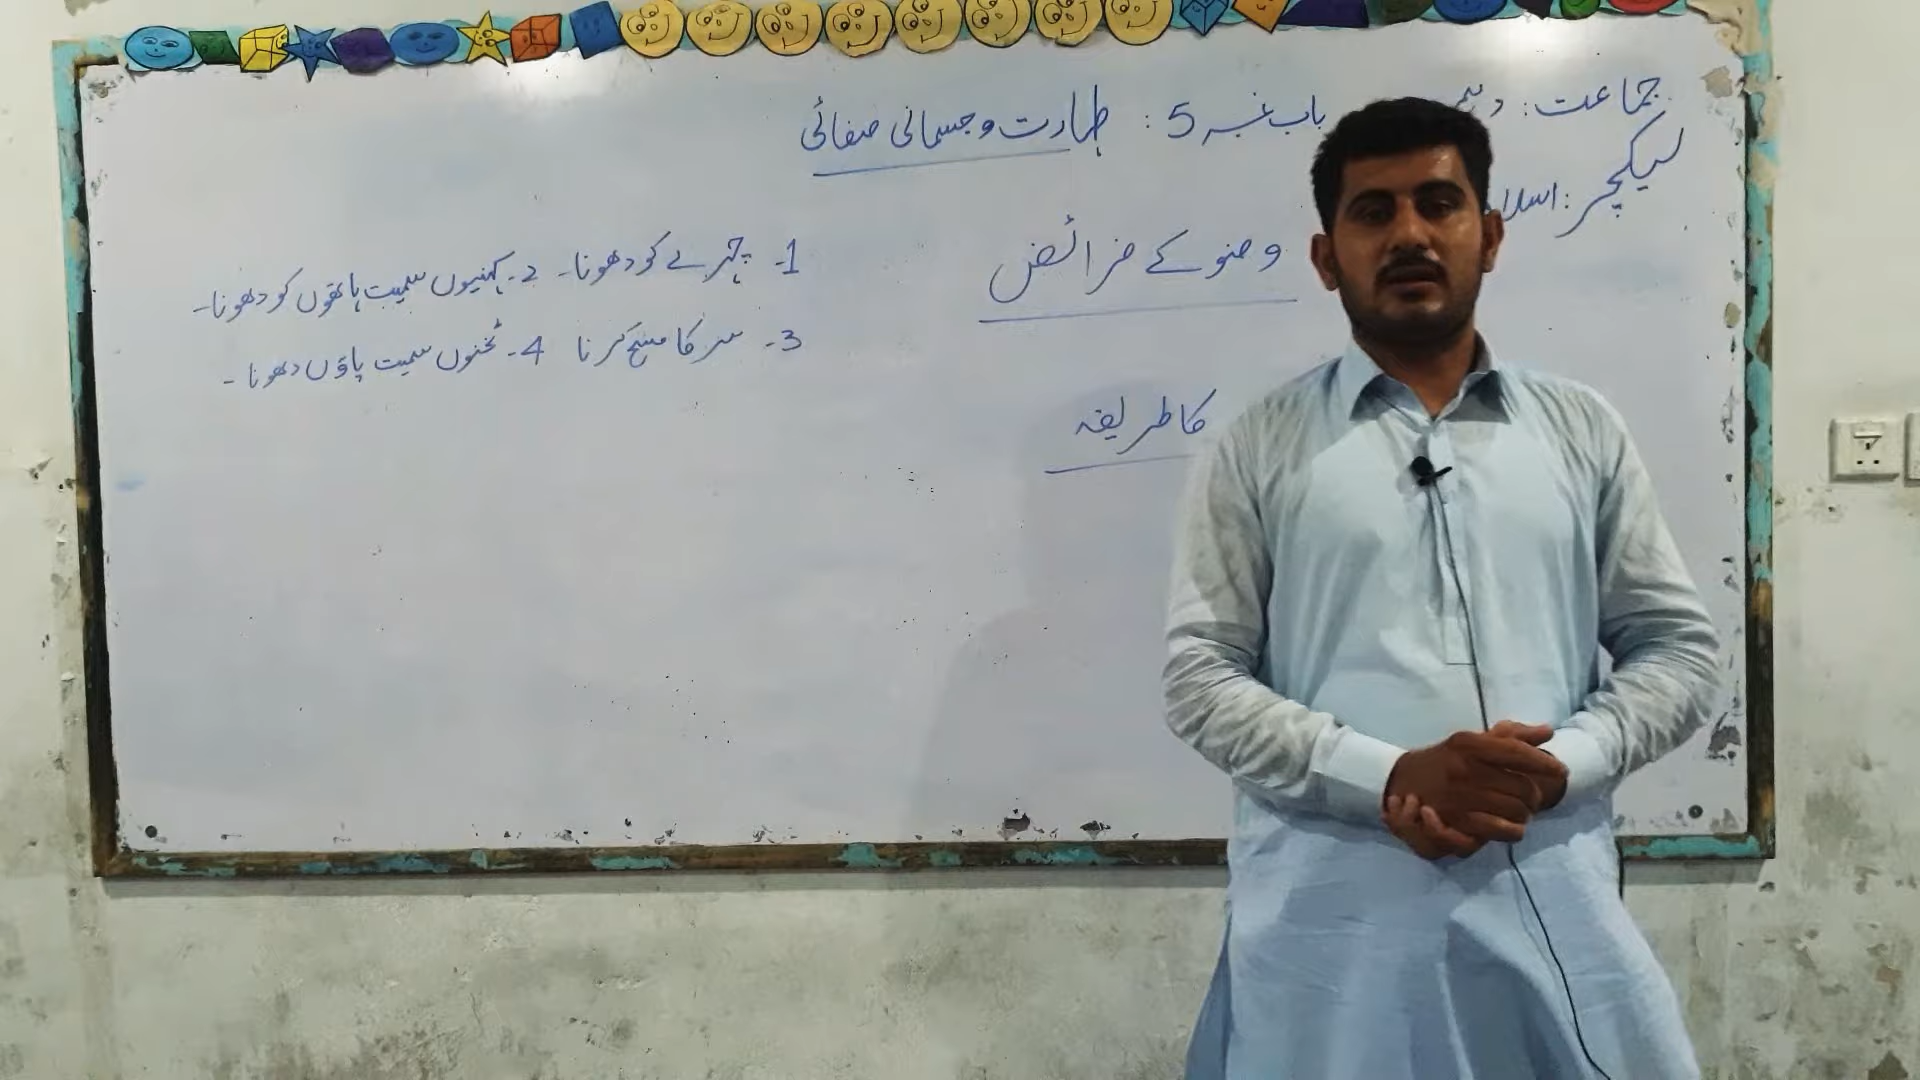 جماعت: دہم باب نمبر 5: طہارت و جسمانی صفائی
لیکچر: اسلا
وضو کے فرائض
1۔ چہرے کو دھونا۔ 2۔ کہنیوں سمیت ہاتھوں کو دھونا۔
3۔ سر کا مسح کرنا 4۔ ٹخنوں سمیت پاؤں دھونا۔
کا طریقہ